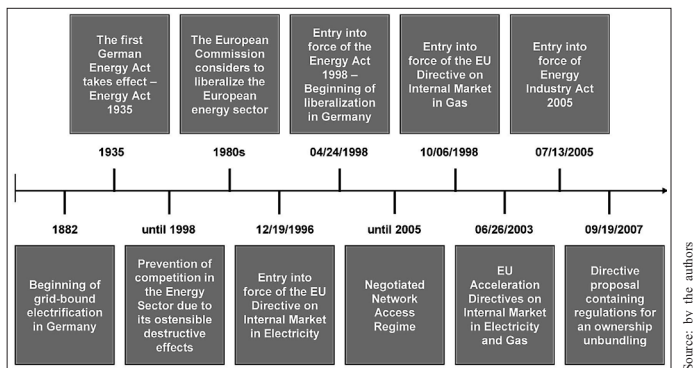 The first
German
Energy Act
takes effect –
Energy Act
1935
The European
Commission
considers to
liberalize the
European
energy sector
Entry into
force of the
Energy Act
1998 –
Beginning of
liberalization
in Germany
Entry into
force of the EU
Directive on
Internal Market
in Gas
Entry into
force of
Energy
Industry Act
2005
1935
1980s
04/24/1998
10/06/1998
07/13/2005
1882
until 1998
12/19/1996
until 2005
06/26/2003
09/19/2007
Beginning of
grid-bound
electrification
in Germany
Prevention of
competition in
the Energy
Sector due to
its ostensible
destructive
effects
Entry into
force of the EU
Directive on
Internal Market
in Electricity
Negotiated
Network
Access
Regime
EU
Acceleration
Directives on
Internal Market
in Electricity
and Gas
Directive
proposal
containing
regulations for
an ownership
unbundling
Source: by the authors